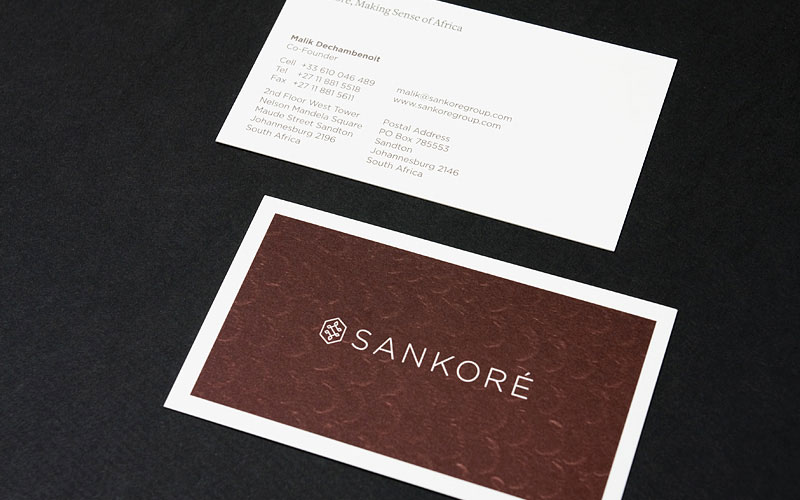 Making Sense of Africa
Malik Dechambenoit
Co-Founder
Cell +33 610 046 489
Tel +27 11 881 5518
Fax +27 11 881 5611
malik@sankoregroup.com
www.sankoregroup.com
2nd Floor West Tower
Nelson Mandela Square
Maude Street Sandton
Johannesburg 2196
South Africa
Postal Address
PO Box 785553
Sandton
Johannesburg 2146
South Africa
SANKORÉ